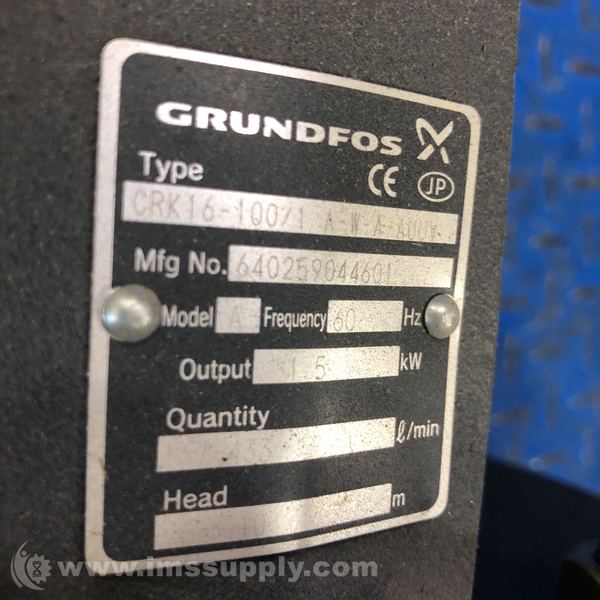 GRUNDFOS
Type
CE JP
CRK16-100/1 A-W-A-AUUV
Mfg No. 640259044601
Model A Frequency 60 Hz
Output 1.5 kW
Quantity
ℓ/min
Head
m
www.imssupply.com